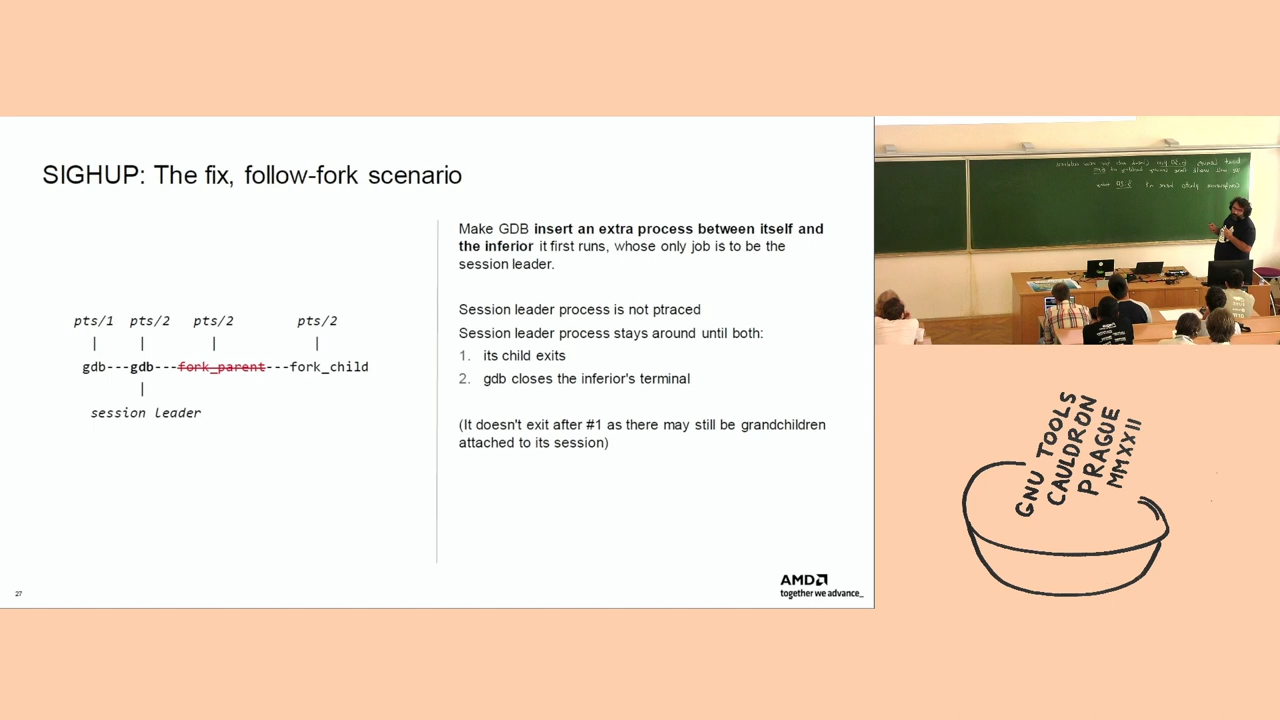 SIGHUP: The fix, follow-fork scenario
pts/1 pts/2 pts/2 pts/2
| | | |
gdb---gdb---fork_parent---fork_child
|
session leader
Make GDB insert an extra process between itself and
the inferior it first runs, whose only job is to be the
session leader.
Session leader process is not ptraced
Session leader process stays around until both:
1. its child exits
2. gdb closes the inferior's terminal
(It doesn't exit after #1 as there may still be grandchildren
attached to its session)
27
AMD
together we advance_
GNU TOOLS
CAULDRON
PRAGUE
MMXXII